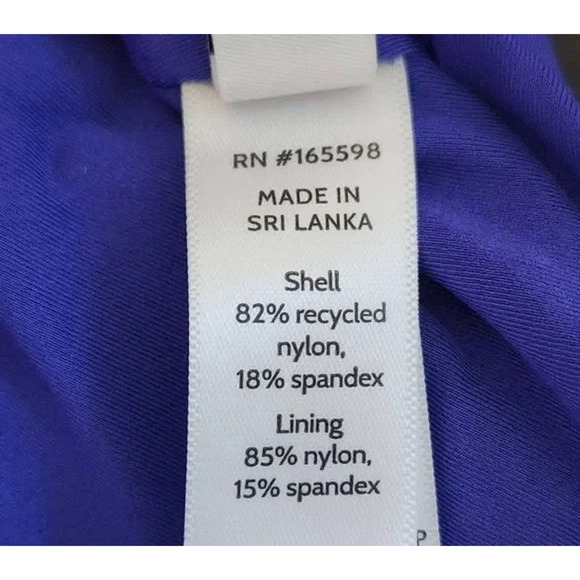 RN #165598
MADE IN
SRI LANKA
Shell
82% recycled
nylon,
18% spandex
Lining
85% nylon,
15% spandex
P